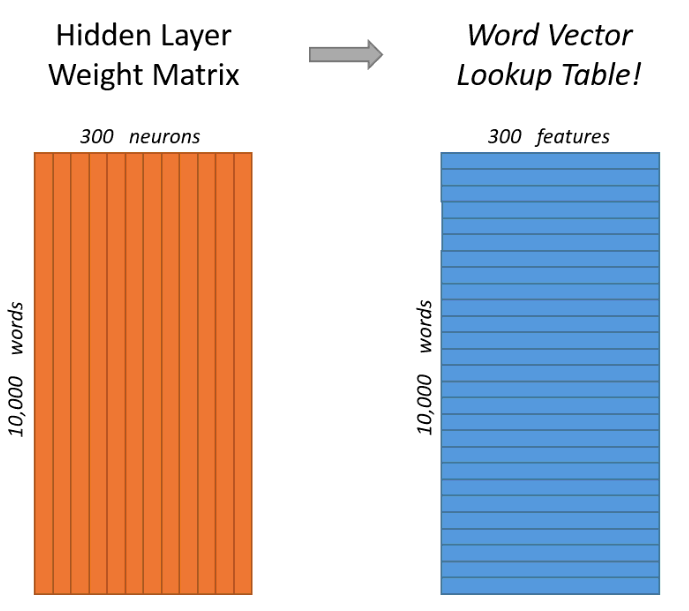 Hidden Layer
Weight Matrix
Word Vector
Lookup Table!
300 neurons
300 features
10,000 words
10,000 words